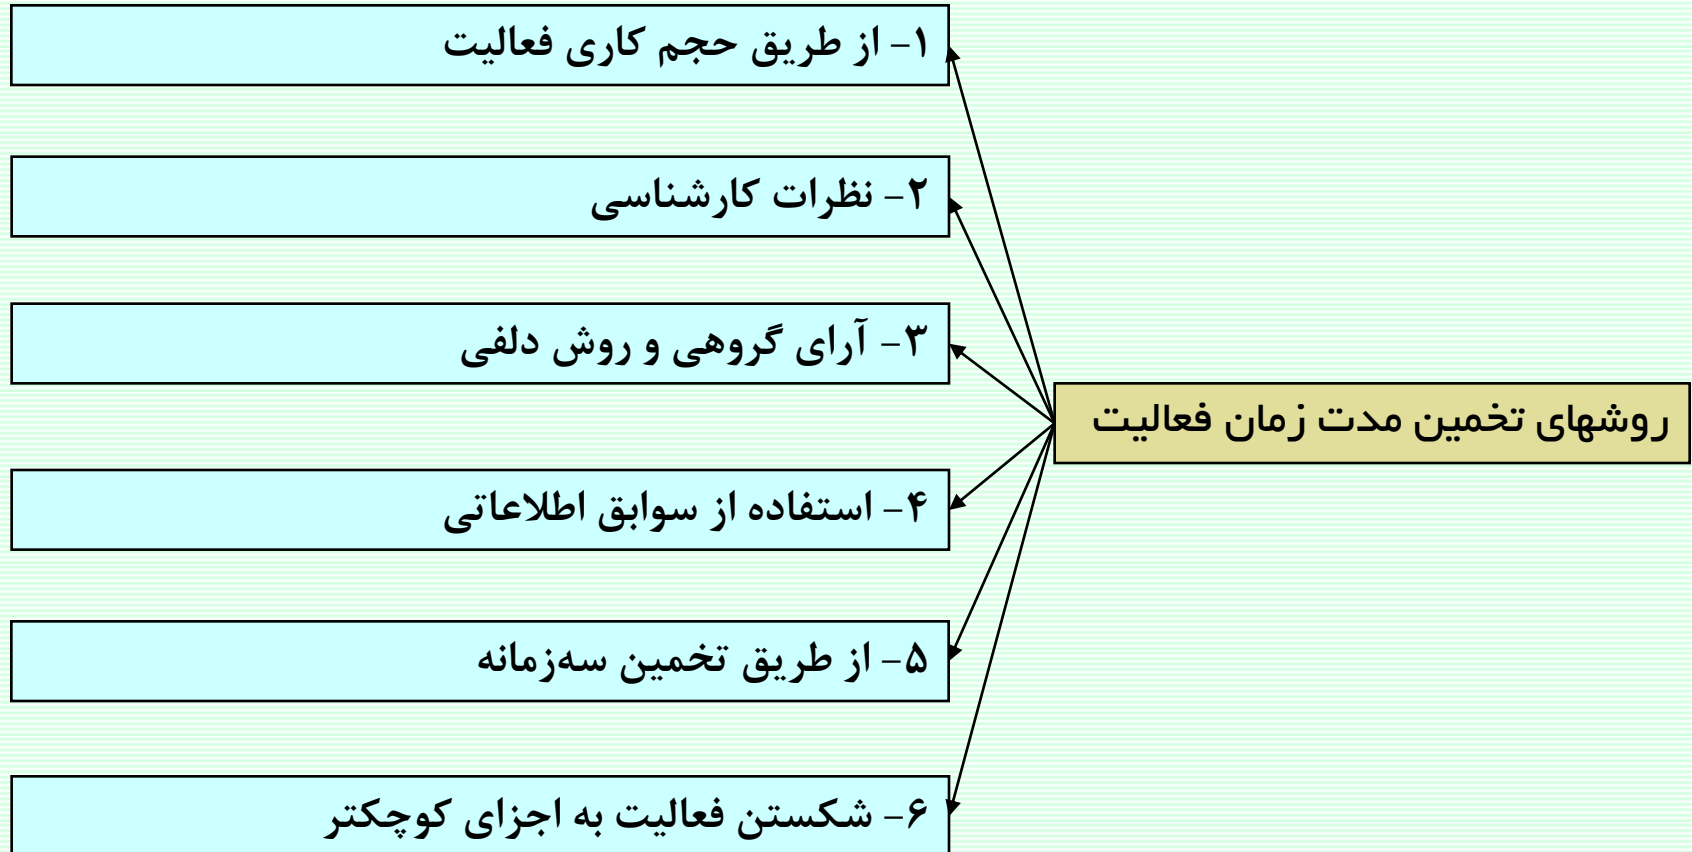 روشهای تخمین مدت زمان فعالیت
۱- از طریق حجم کاری فعالیت
۲- نظرات کارشناسی
۳- آرای گروهی و روش دلفی
۴- استفاده از سوابق اطلاعاتی
۵- از طریق تخمین سه‌زمانه
۶- شکستن فعالیت به اجزای کوچکتر